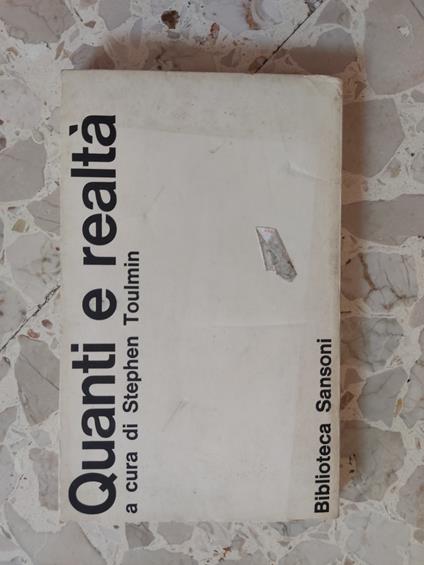 Quanti e realtà
a cura di Stephen Toulmin
Biblioteca Sansoni